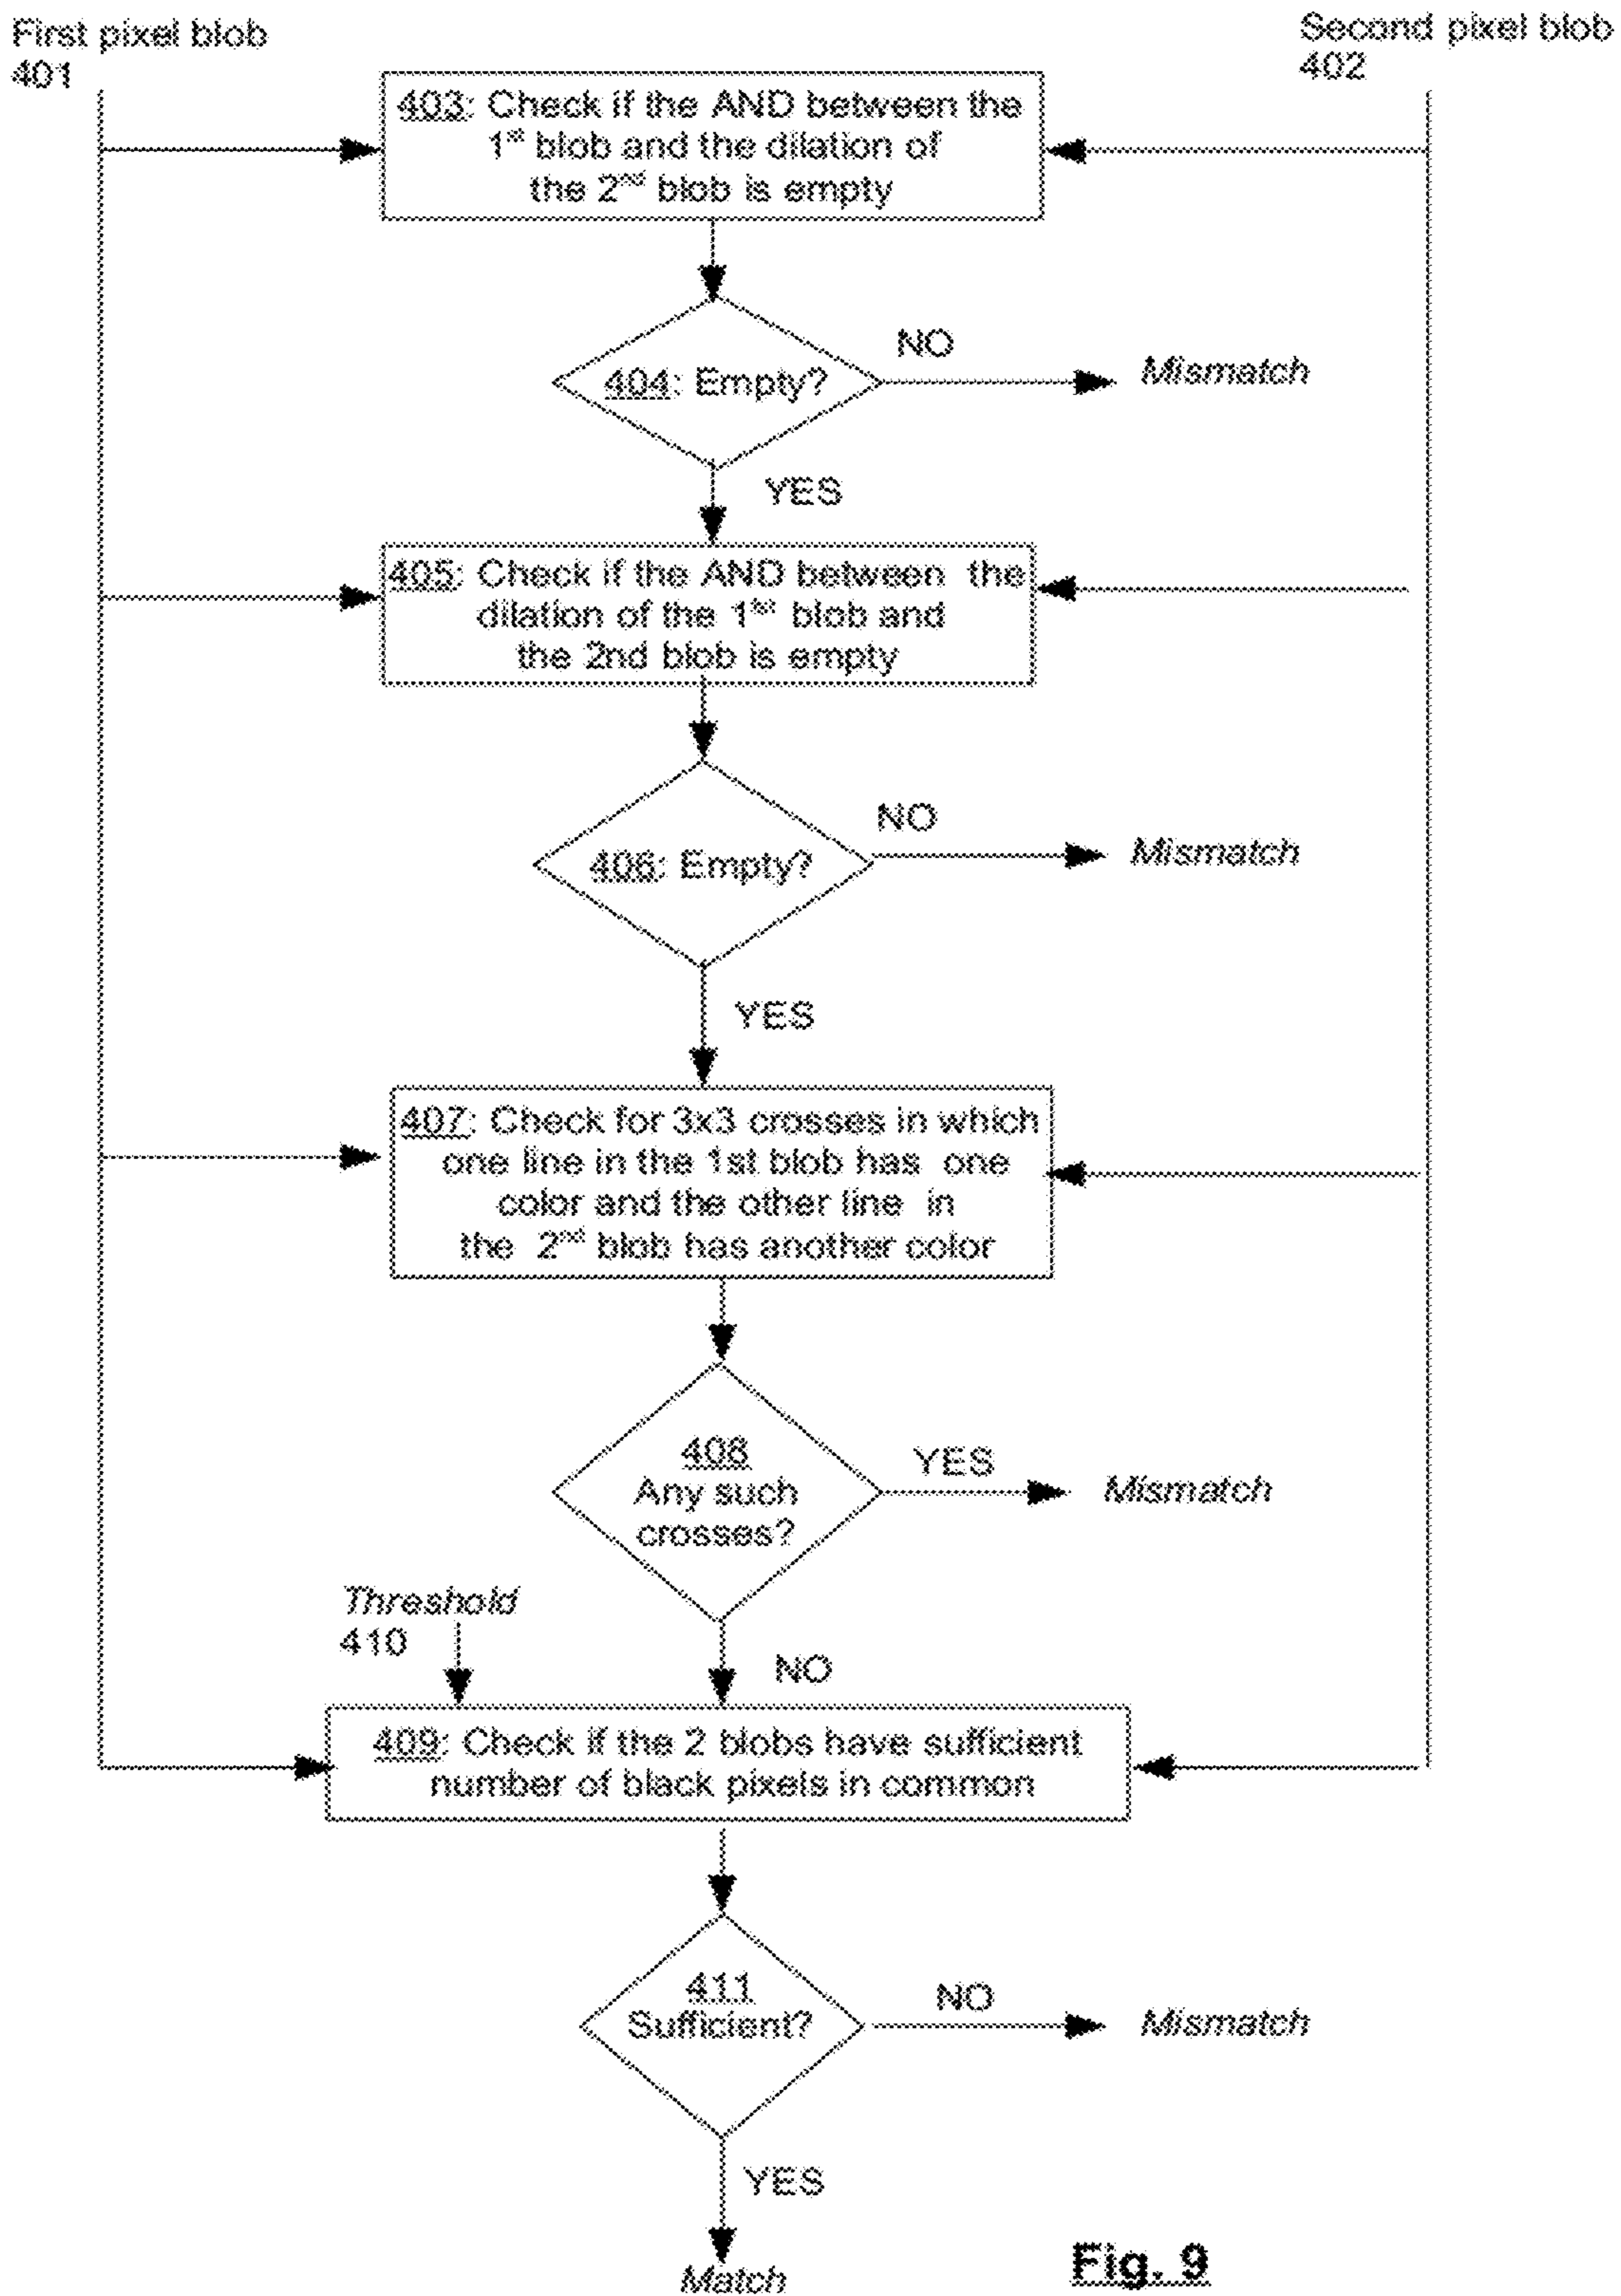 First pixel blob
401
Second pixel blob
402
403: Check if the AND between the
1st blob and the dilation of
the 2nd blob is empty
404: Empty?
NO
Mismatch
YES
405: Check if the AND between the
dilation of the 1st blob and
the 2nd blob is empty
406: Empty?
NO
Mismatch
YES
407: Check for 3x3 crosses in which
one line in the 1st blob has one
color and the other line in
the 2nd blob has another color
408
Any such
crosses?
YES
Mismatch
Threshold
410
NO
409: Check if the 2 blobs have sufficient
number of black pixels in common
411
Sufficient?
NO
Mismatch
YES
Match
Fig. 9